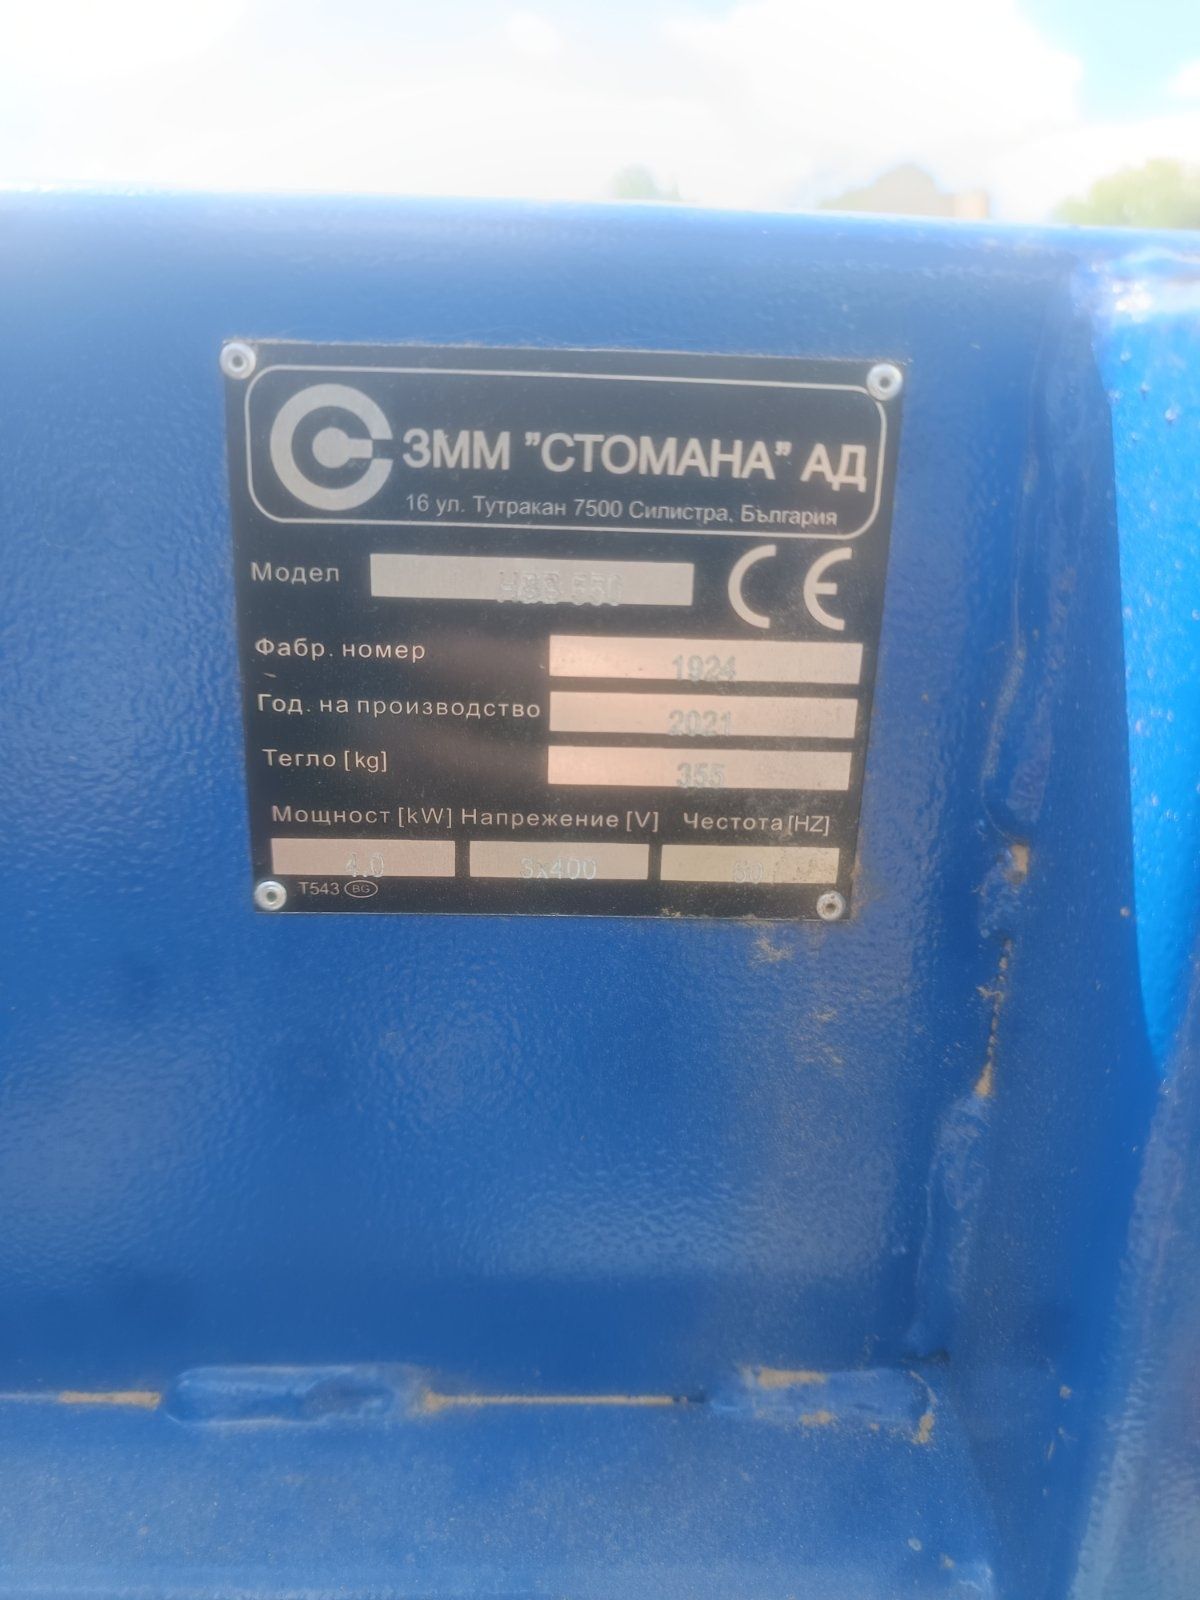 ЗММ "СТОМАНА" АД
16 ул. Тутракан 7500 Силистра, България
Модел CE
Фабр. номер 1924
Год. на производство 2021
Тегло [kg] 355
Мощност [kW] Напрежение [V] Честота [HZ]
4.0 3x400
T543 BG